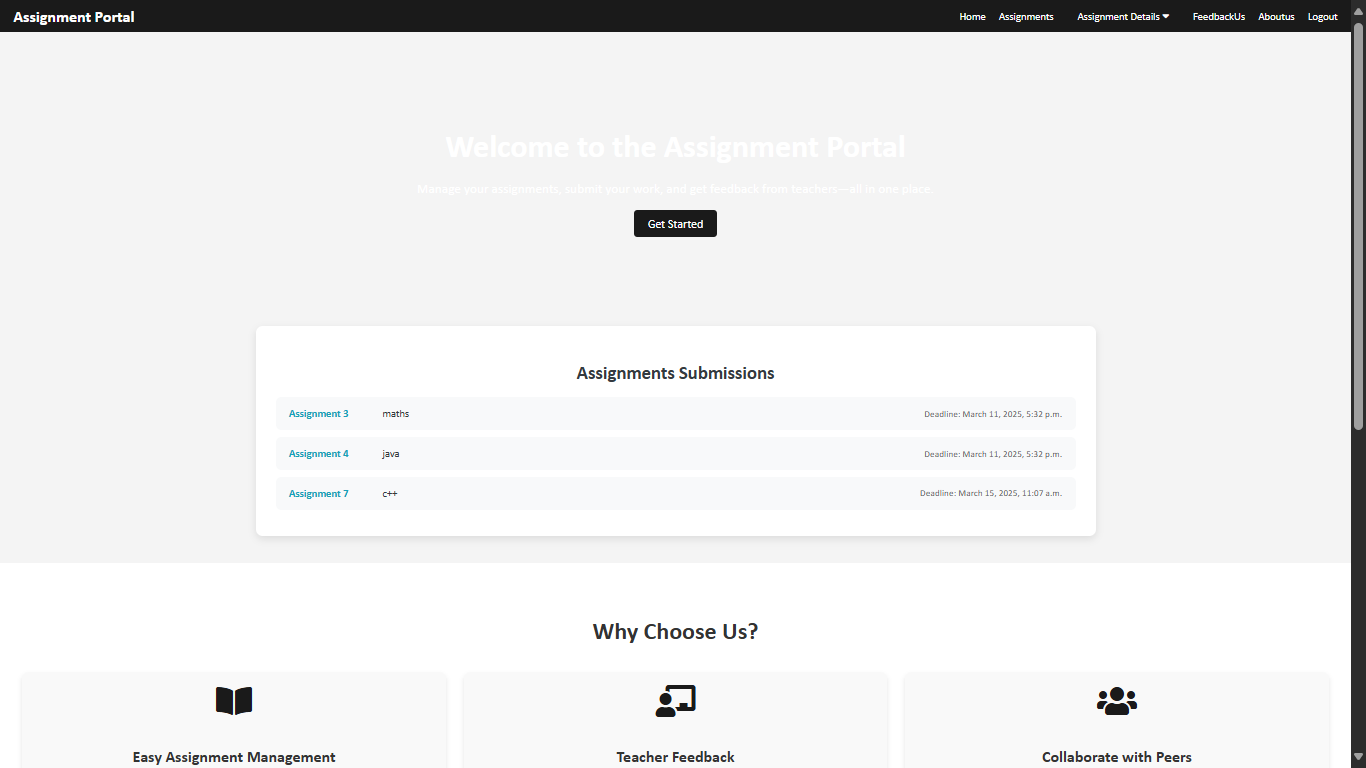 Assignment Portal Home Assignments Assignment Details FeedbackUs Aboutus Logout
Welcome to the Assignment Portal
Manage your assignments, submit your work, and get feedback from teachers—all in one place.
Get Started
Assignments Submissions
Assignment 3 maths Deadline: March 11, 2025, 5:32 p.m.
Assignment 4 java Deadline: March 11, 2025, 5:32 p.m.
Assignment 7 c++ Deadline: March 15, 2025, 11:07 a.m.
Why Choose Us?
Easy Assignment Management Teacher Feedback Collaborate with Peers